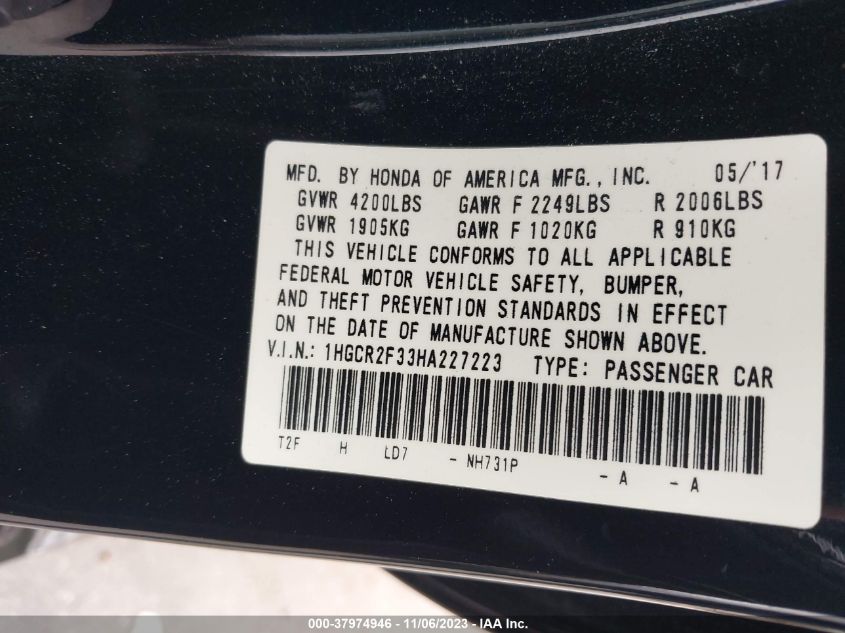 MFD. BY HONDA OF AMERICA MFG., INC. 05/'17
GVWR 4200LBS GAWR F 2249LBS R 2006LBS
GVWR 1905KG GAWR F 1020KG R 910KG
THIS VEHICLE CONFORMS TO ALL APPLICABLE
FEDERAL MOTOR VEHICLE SAFETY, BUMPER,
AND THEFT PREVENTION STANDARDS IN EFFECT
ON THE DATE OF MANUFACTURE SHOWN ABOVE.
V.I.N.: 1HGCR2F33HA227223 TYPE: PASSENGER CAR
T2F H LD7 - NH731P - A - A
000-37974946 - 11/06/2023 - IAA Inc.